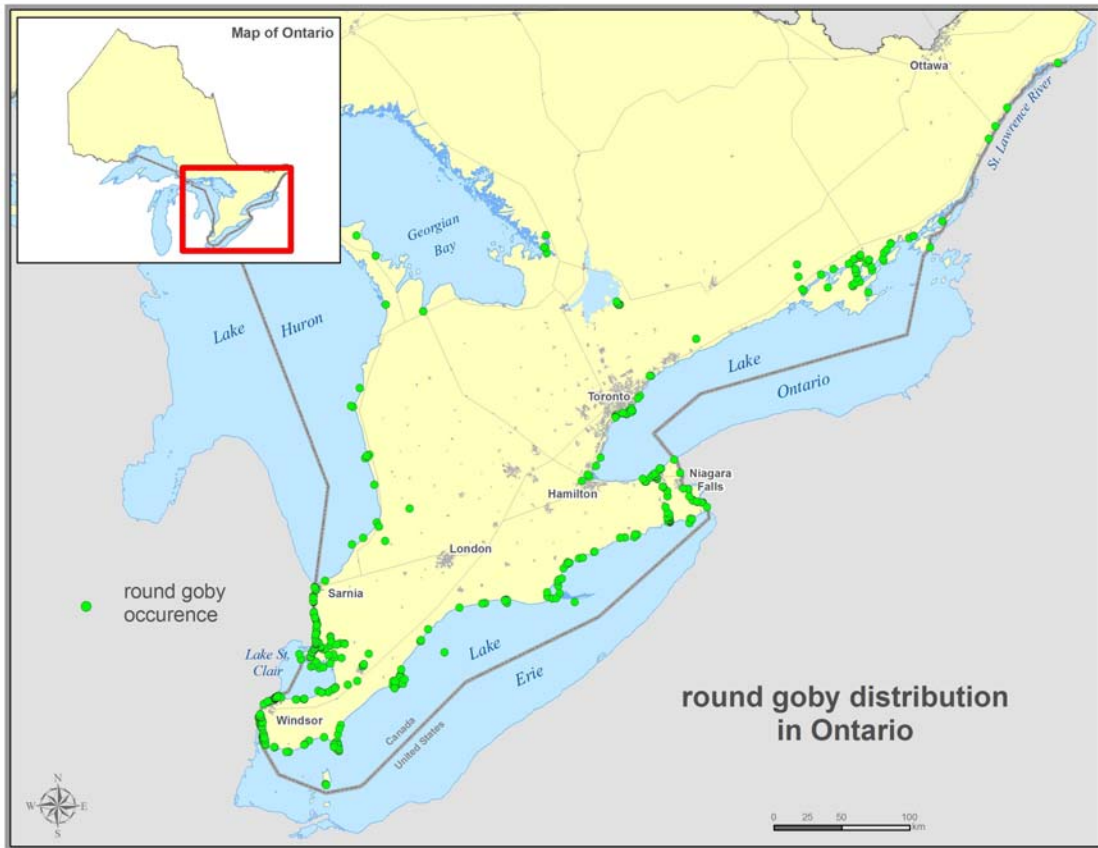 Map of Ontario
Ottawa
St. Lawrence River
Georgian
Bay
Lake
Huron
Lake
Ontario
Toronto
Niagara
Falls
Hamilton
London
Sarnia
round goby
occurence
Lake St.
Clair
Lake
Erie
Windsor
Canada
United States
round goby distribution
in Ontario
N
W E
S
0 25 50 100
km